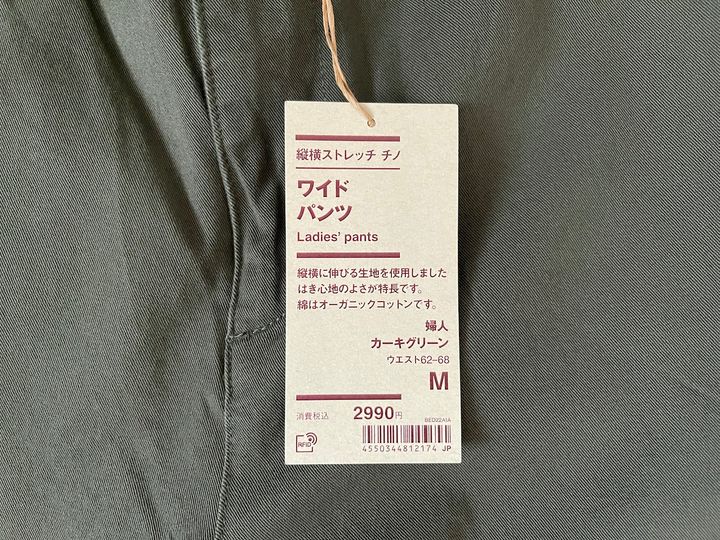 縦横ストレッチ チノ
ワイド
パンツ
Ladies' pants
縦横に伸びる生地を使用しました
はき心地のよさが特長です。
綿はオーガニックコットンです。
婦人
カーキグリーン
ウエスト62-68
M
消費税込 2990円
BED22A1A
RFID
4550344812174 JP